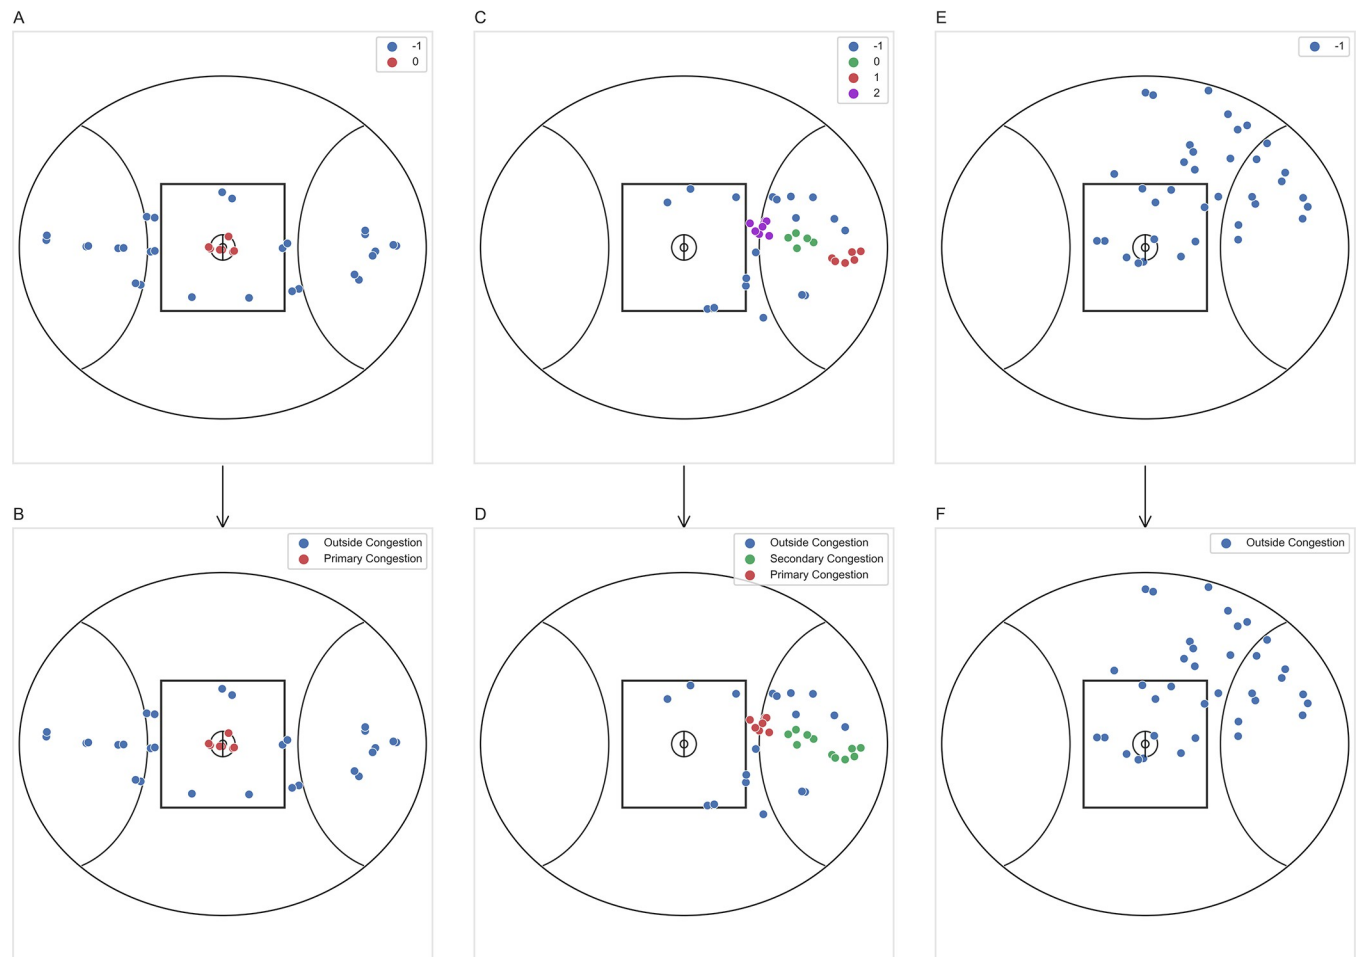 A
C
E
-1
0
-1
0
1
2
-1
B
D
F
Outside Congestion
Primary Congestion
Outside Congestion
Secondary Congestion
Primary Congestion
Outside Congestion